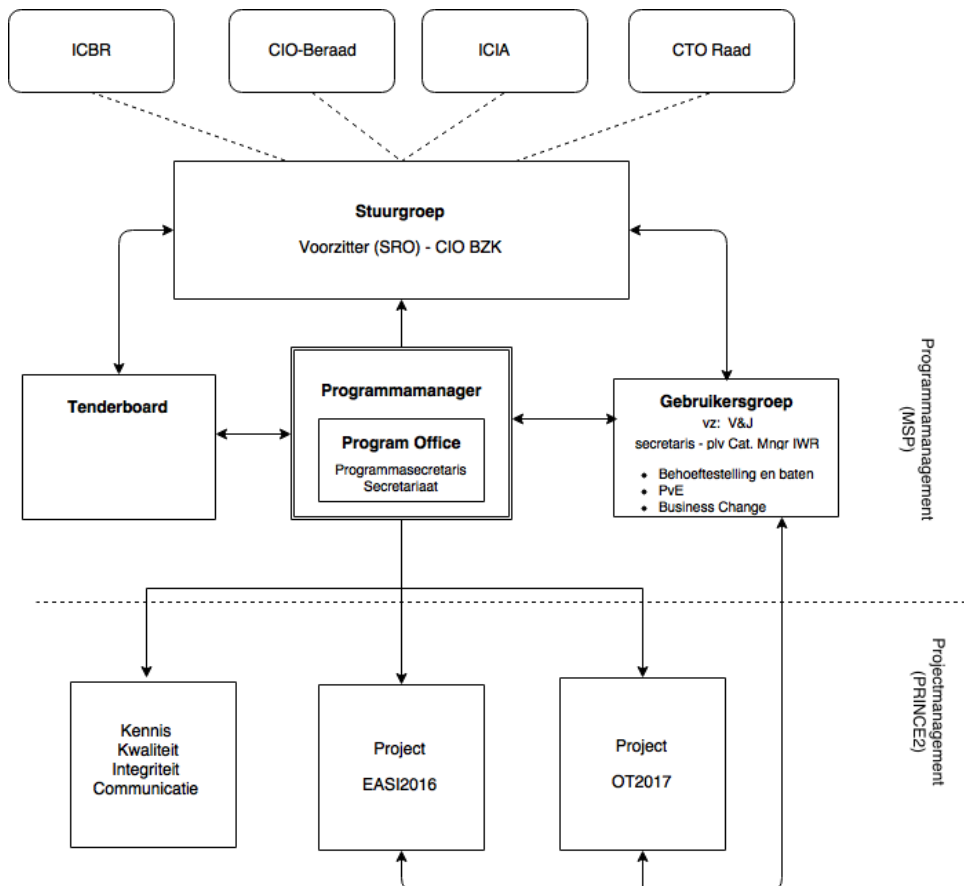 ICBR
CIO-Beraad
ICIA
CTO Raad
Stuurgroep
Voorzitter (SRO) - CIO BZK
Tenderboard
Programmamanager
Program Office
Programmasecretaris
Secretariaat
Gebruikersgroep
vz: V&J
secretaris - plv Cat. Mngr IWR
Behoeftestelling en baten
PvE
Business Change
Programmamanagement
(MSP)
Kennis
Kwaliteit
Integriteit
Communicatie
Project
EASI2016
Project
OT2017
Projectmanagement
(PRINCE2)